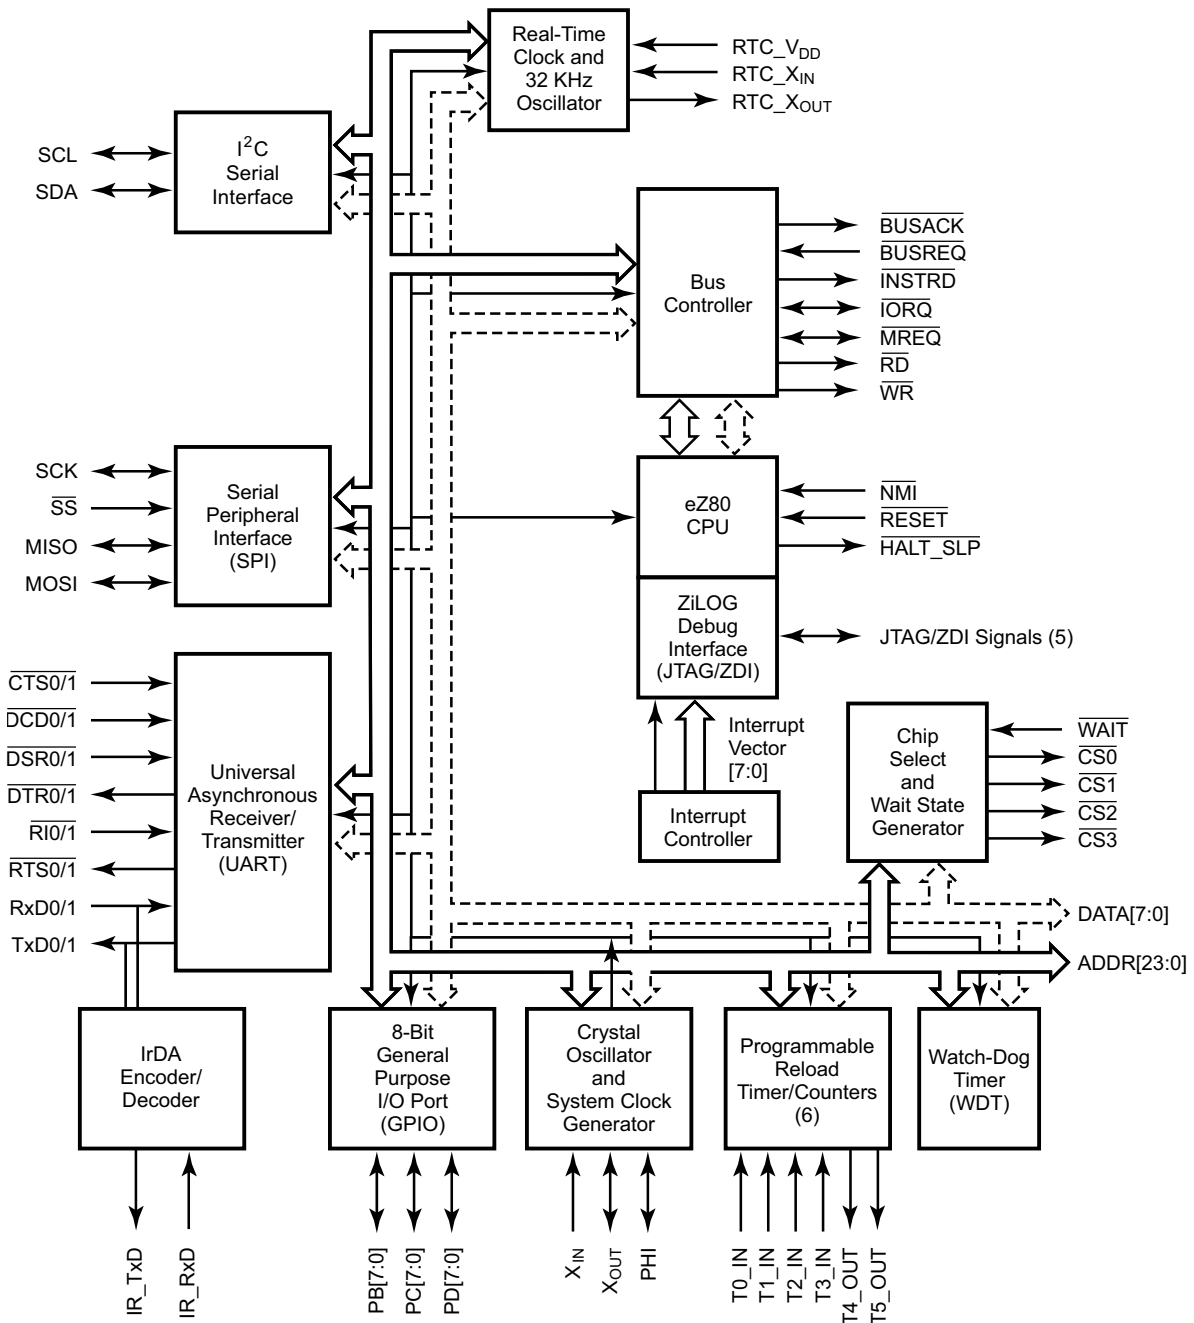 Real-Time
Clock and
32 KHz
Oscillator
RTC_VDD
RTC_XIN
RTC_XOUT
I2C
Serial
Interface
SCL
SDA
Bus
Controller
BUSACK
BUSREQ
INSTRD
IORQ
MREQ
RD
WR
SCK
SS
MISO
MOSI
Serial
Peripheral
Interface
(SPI)
eZ80
CPU
NMI
RESET
HALT_SLP
ZiLOG
Debug
Interface
(JTAG/ZDI)
JTAG/ZDI Signals (5)
CTS0/1
DCD0/1
DSR0/1
DTR0/1
RI0/1
RTS0/1
RxD0/1
TxD0/1
Universal
Asynchronous
Receiver/
Transmitter
(UART)
Interrupt
Vector
[7:0]
Interrupt
Controller
Chip
Select
and
Wait State
Generator
WAIT
CS0
CS1
CS2
CS3
DATA[7:0]
ADDR[23:0]
IrDA
Encoder/
Decoder
8-Bit
General
Purpose
I/O Port
(GPIO)
Crystal
Oscillator
and
System Clock
Generator
Programmable
Reload
Timer/Counters
(6)
Watch-Dog
Timer
(WDT)
IR_TxD
IR_RxD
PB[7:0]
PC[7:0]
PD[7:0]
XIN
XOUT
PHI
T0_IN
T1_IN
T2_IN
T3_IN
T4_OUT
T5_OUT